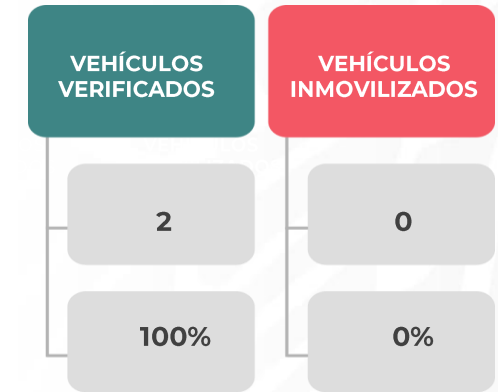 VEHÍCULOS
VERIFICADOS
2
100%
VEHÍCULOS
INMOVILIZADOS
0
0%